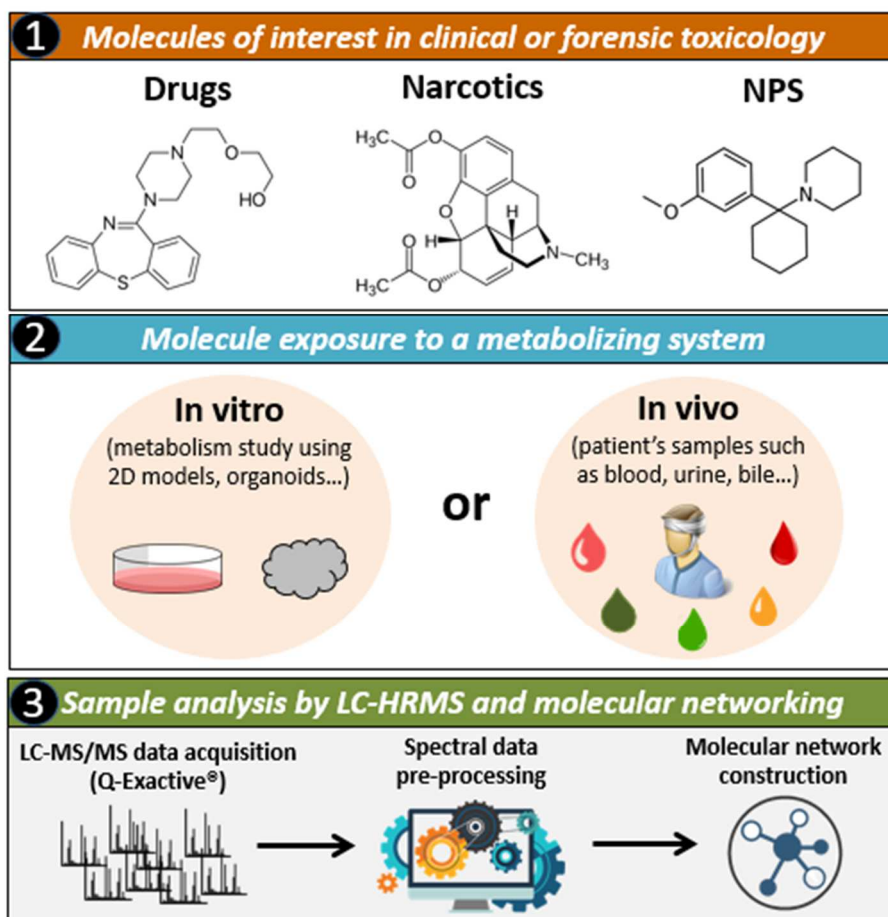 1 Molecules of interest in clinical or forensic toxicology
Drugs
Narcotics
NPS
N
O
HO
N
N
S
H₃C
O
O
O
H
H
N
CH₃
O
H₃C
O
O
N
2 Molecule exposure to a metabolizing system
In vitro
(metabolism study using
2D models, organoids...)
or
In vivo
(patient's samples such
as blood, urine, bile...)
3 Sample analysis by LC-HRMS and molecular networking
LC-MS/MS data acquisition
(Q-Exactive®)
Spectral data
pre-processing
Molecular network
construction